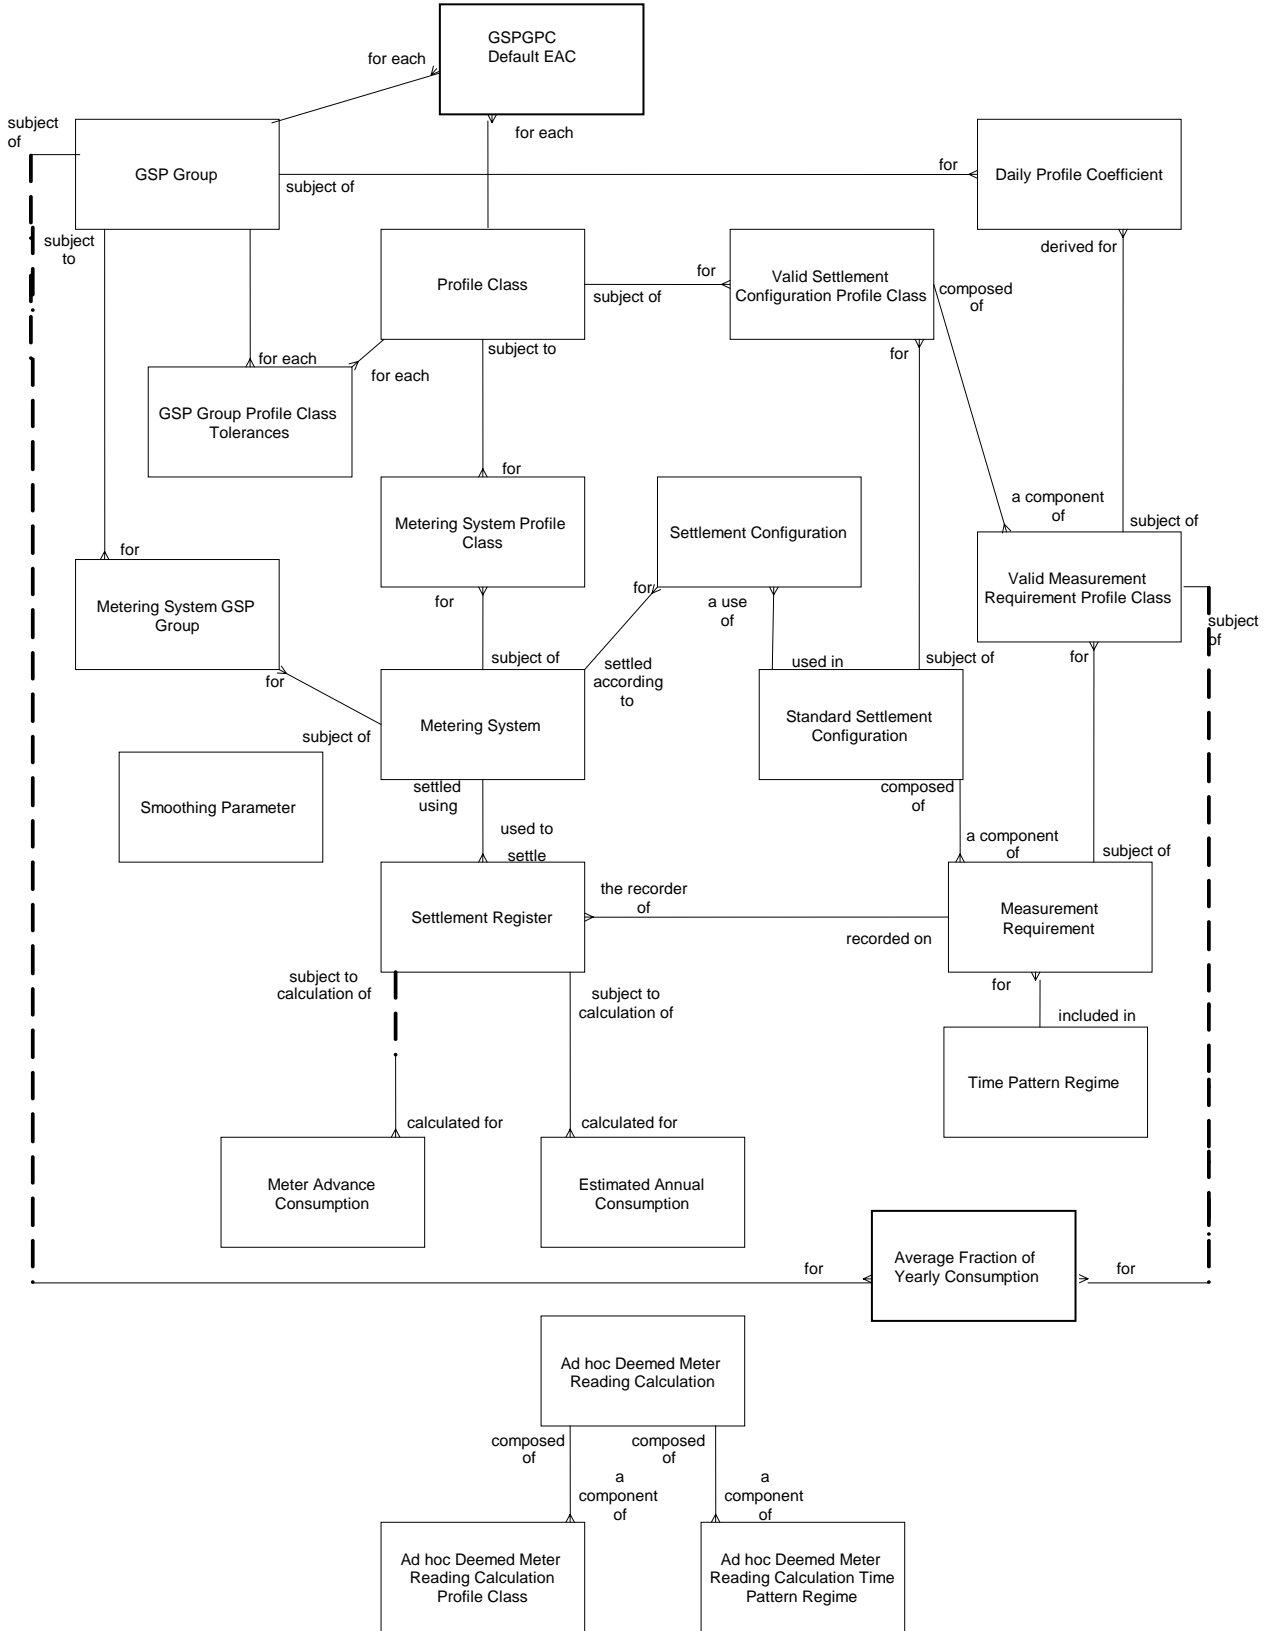 GSPGPC
Default EAC
for each
for each
subject
of
GSP Group
subject of
for
Daily Profile Coefficient
subject
to
derived for
Profile Class
subject of
for
Valid Settlement
Configuration Profile Class
composed
of
for each
for each
subject to
for
GSP Group Profile Class
Tolerances
for
Metering System Profile
Class
Settlement Configuration
a component
of
subject of
for
Metering System GSP
Group
for
for
a use
of
Valid Measurement
Requirement Profile Class
subject
of
for
subject of
subject of
settled
according
to
used in
subject of
for
Metering System
Standard Settlement
Configuration
Smoothing Parameter
settled
using
composed
of
used to
settle
a component
of
subject of
Settlement Register
the recorder
of
recorded on
Measurement
Requirement
subject to
calculation of
subject to
calculation of
for
included in
Time Pattern Regime
calculated for
calculated for
Meter Advance
Consumption
Estimated Annual
Consumption
for
Average Fraction of
Yearly Consumption
for
Ad hoc Deemed Meter
Reading Calculation
composed
of
composed
of
a
component
of
a
component
of
Ad hoc Deemed Meter
Reading Calculation
Profile Class
Ad hoc Deemed Meter
Reading Calculation Time
Pattern Regime